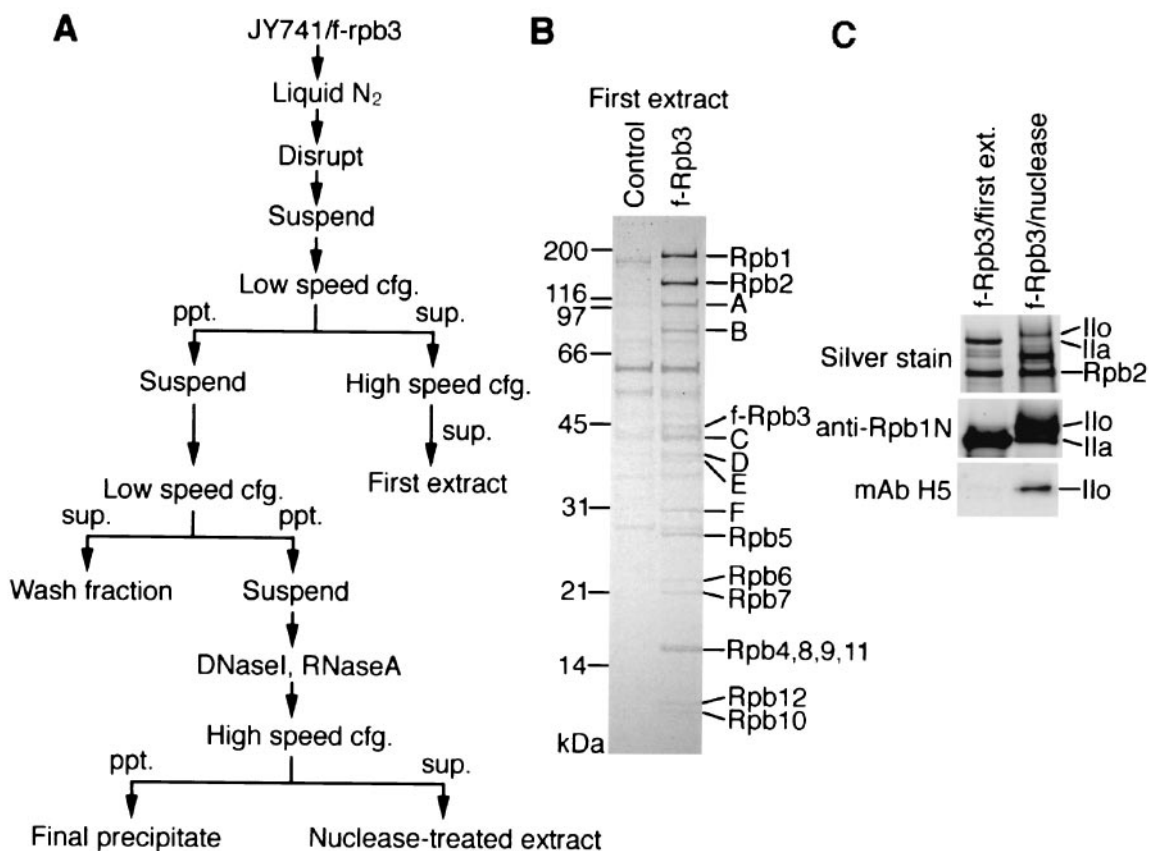 A
JY741/f-rpb3
Liquid N₂
Disrupt
Suspend
Low speed cfg.
ppt.
sup.
Suspend
High speed cfg.
sup.
First extract
Low speed cfg.
sup.
ppt.
Wash fraction
Suspend
DNaseI, RNaseA
High speed cfg.
ppt.
sup.
Final precipitate
Nuclease-treated extract
B
First extract
Control
f-Rpb3
200
116
97
66
45
31
21
14
kDa
Rpb1
Rpb2
A
B
f-Rpb3
C
D
E
F
Rpb5
Rpb6
Rpb7
Rpb4,8,9,11
Rpb12
Rpb10
C
f-Rpb3/first ext.
f-Rpb3/nuclease
Silver stain
IIo
IIa
Rpb2
anti-Rpb1N
IIo
IIa
mAb H5
IIo